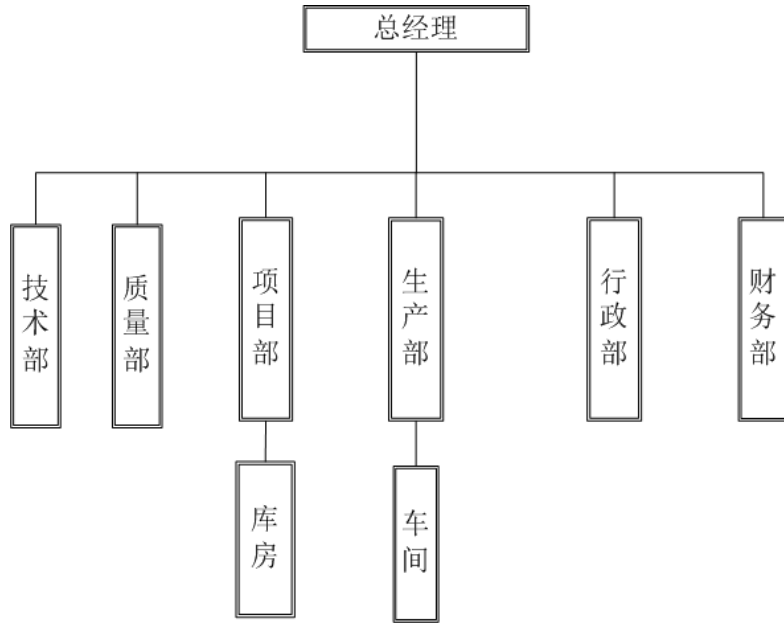 总经理
技术部
质量部
项目部
生产部
行政部
财务部
库房
车间